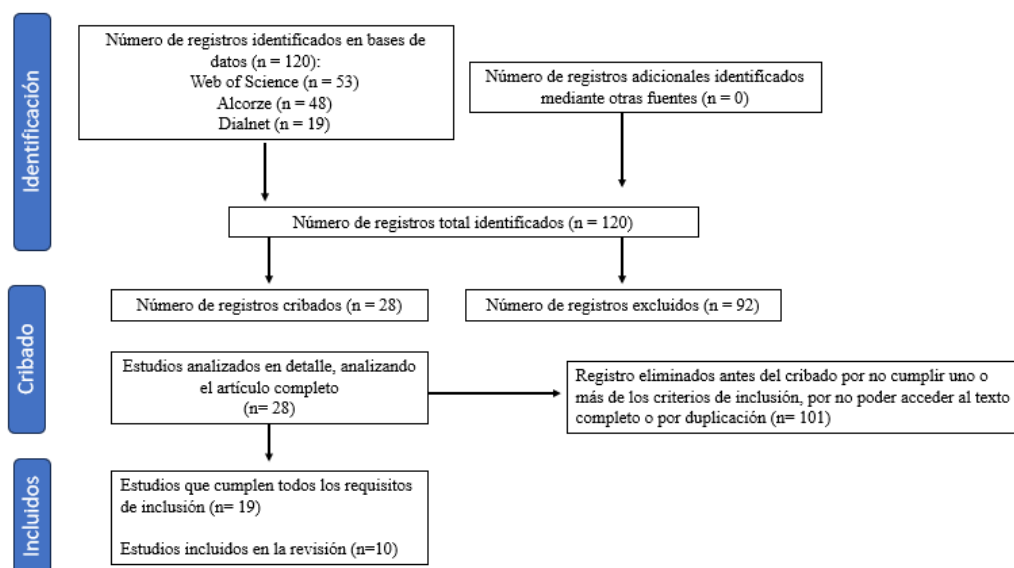 Identificación
Número de registros identificados en bases de
datos (n = 120):
Web of Science (n = 53)
Alcorze (n = 48)
Dialnet (n = 19)
Número de registros adicionales identificados
mediante otras fuentes (n = 0)
Número de registros total identificados (n = 120)
Cribado
Número de registros cribados (n = 28)
Número de registros excluidos (n = 92)
Estudios analizados en detalle, analizando
el artículo completo
(n= 28)
Registro eliminados antes del cribado por no cumplir uno o
más de los criterios de inclusión, por no poder acceder al texto
completo o por duplicación (n= 101)
Incluidos
Estudios que cumplen todos los requisitos
de inclusión (n= 19)
Estudios incluidos en la revisión (n=10)